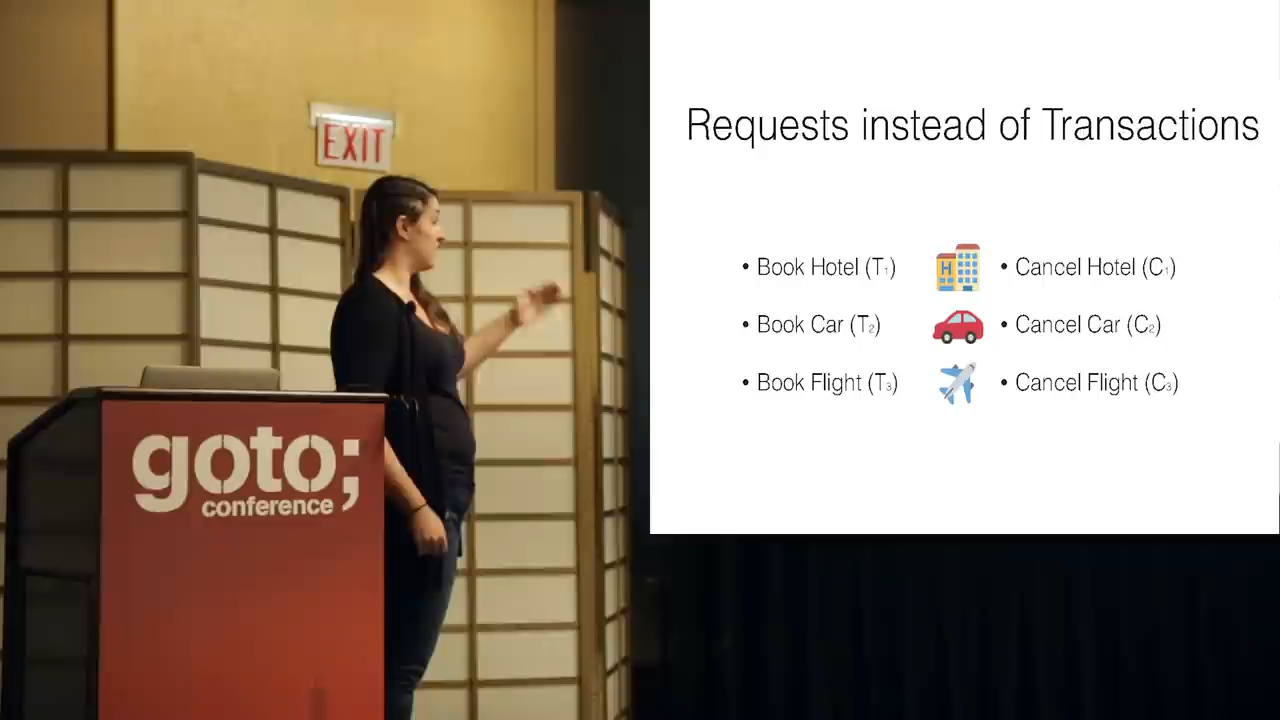 EXIT
goto;
conference
Requests instead of Transactions
• Book Hotel (T₁)
• Cancel Hotel (C₁)
• Book Car (T₂)
• Cancel Car (C₂)
• Book Flight (T₃)
• Cancel Flight (C₃)
H